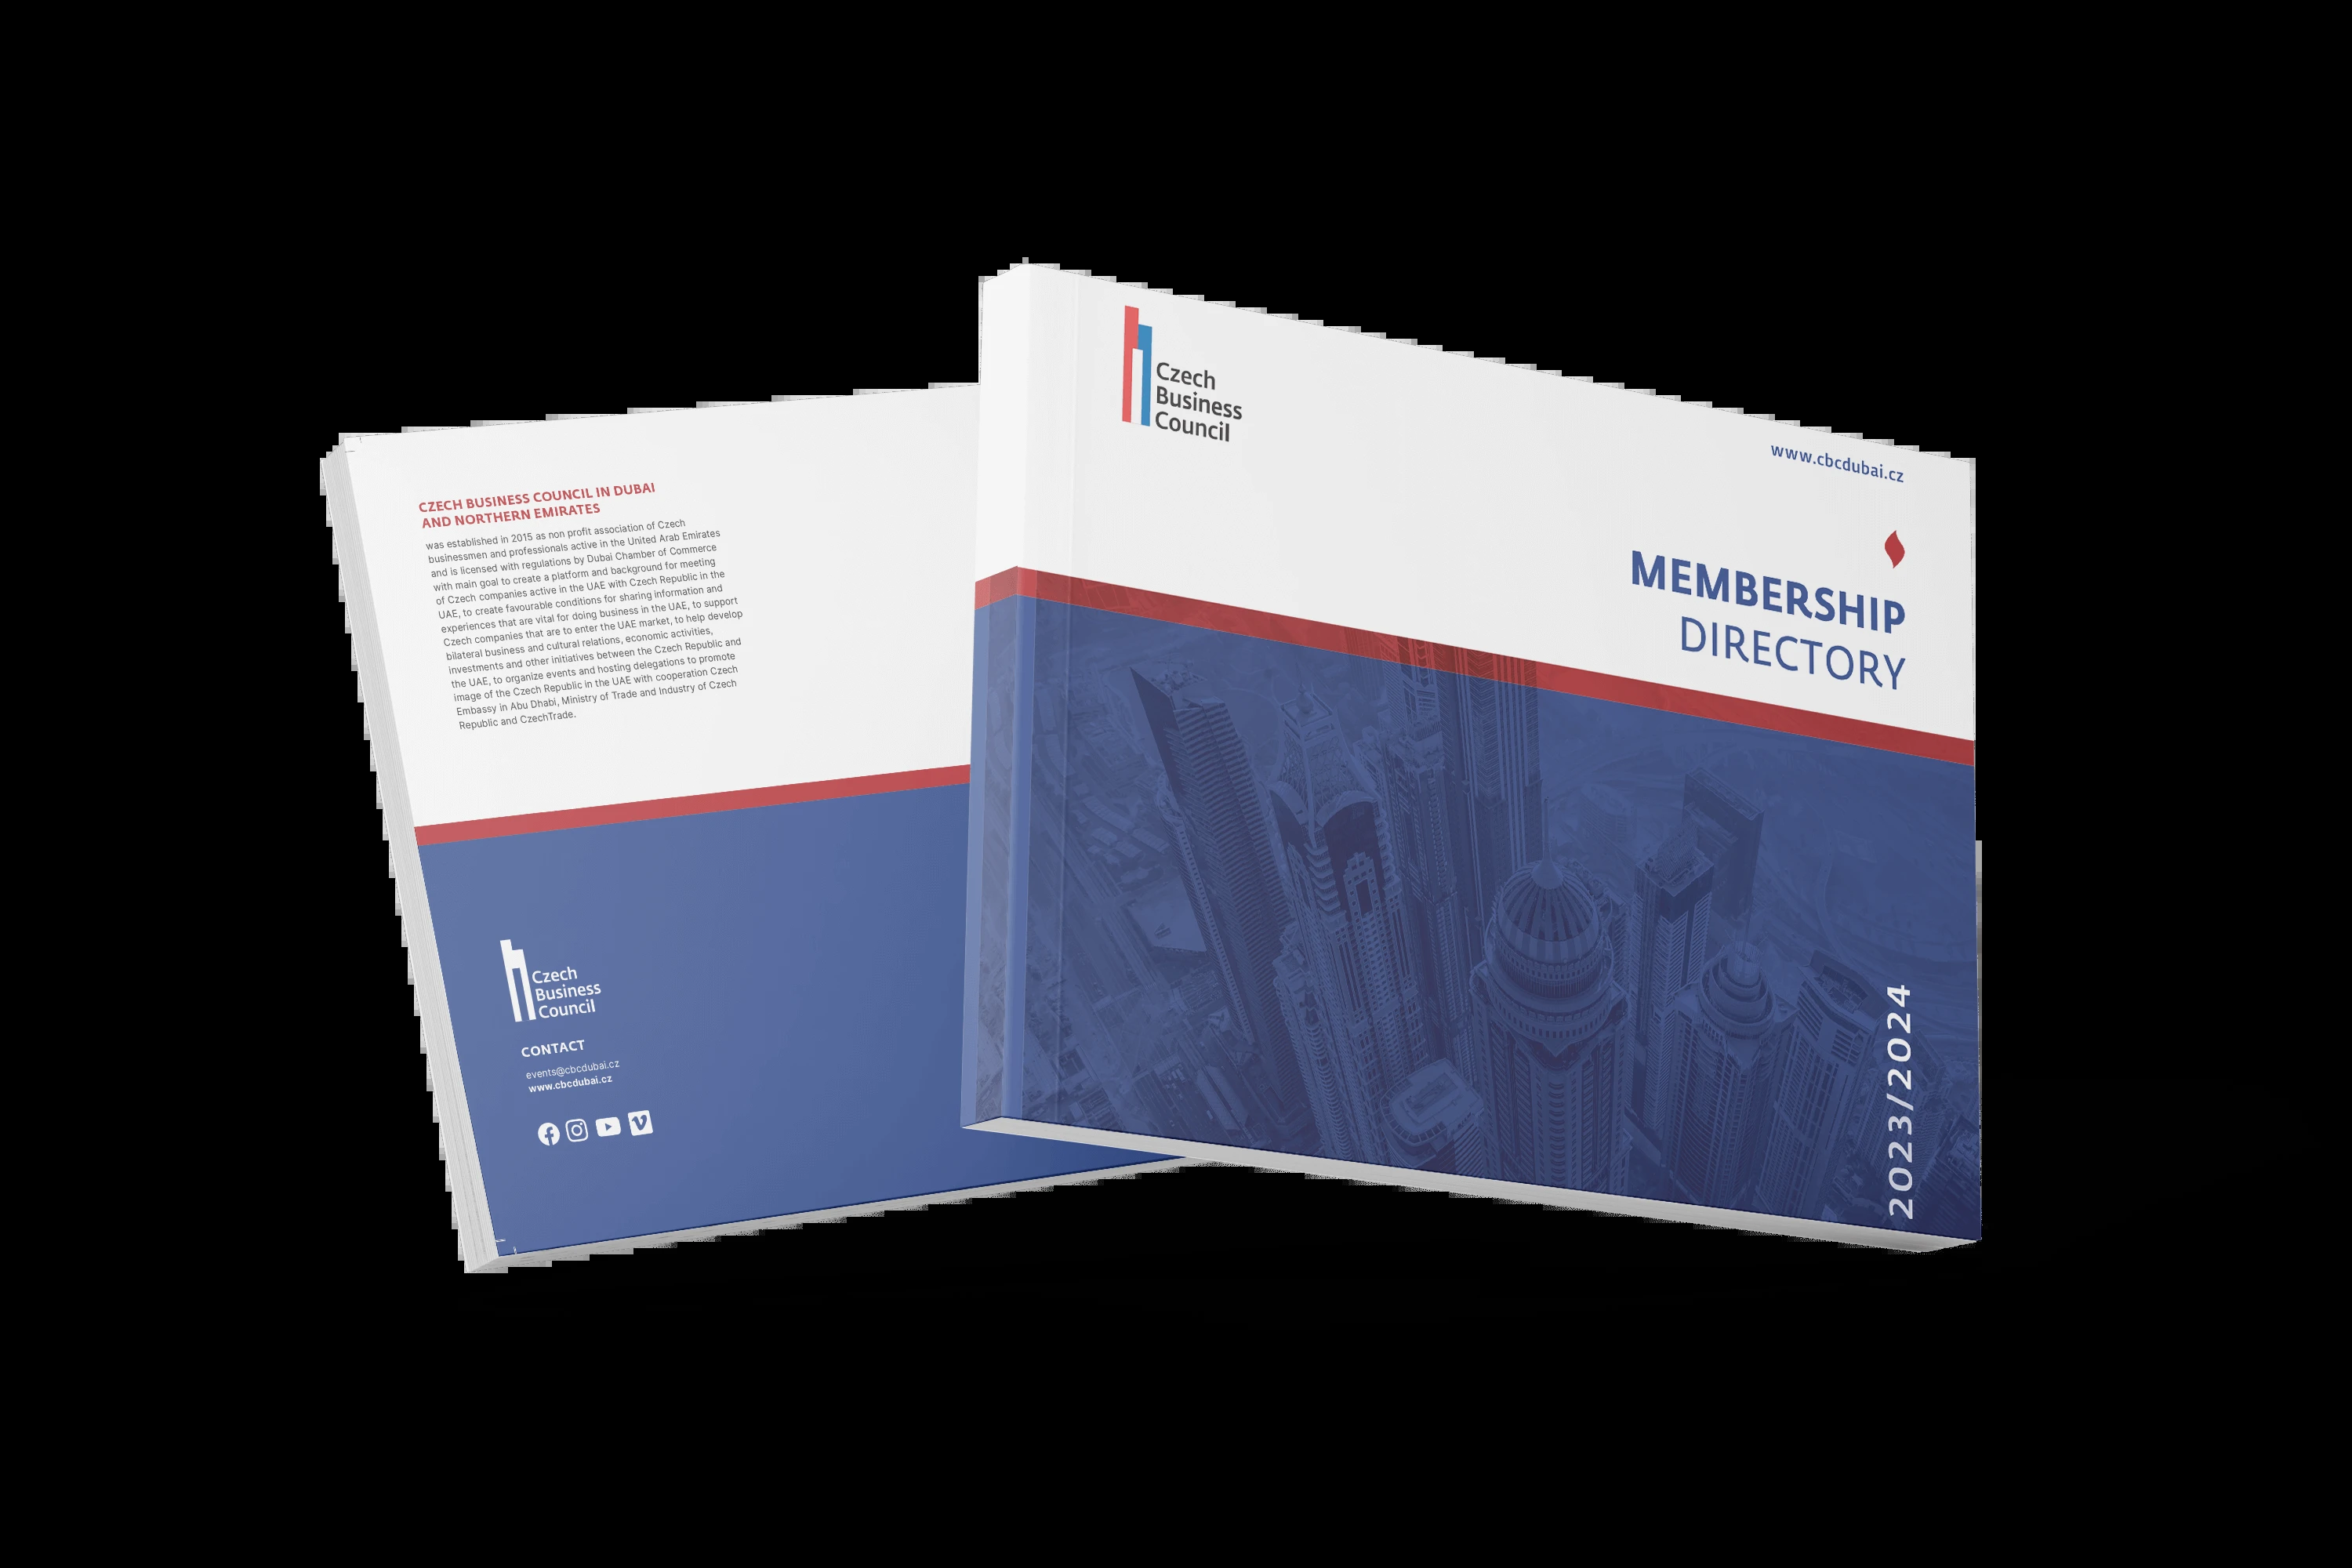 CZECH BUSINESS COUNCIL IN DUBAI
AND NORTHERN EMIRATES
was established in 2015 as non profit association of Czech
businessmen and professionals active in the United Arab Emirates
and is licensed with regulations by Dubai Chamber of Commerce
with main goal to create a platform and background for meeting
of Czech companies active in the UAE with Czech Republic in the
UAE, to create favourable conditions for sharing information and
experiences that are vital for doing business in the UAE, to support
Czech companies that are to enter the UAE market, to help develop
bilateral business and cultural relations, economic activities,
investments and other initiatives between the Czech Republic and
the UAE, to organize events and hosting delegations to promote
image of the Czech Republic in the UAE with cooperation Czech
Embassy in Abu Dhabi, Ministry of Trade and Industry of Czech
Republic and CzechTrade.
Czech
Business
Council
CONTACT
events@cbcdubai.cz
www.cbcdubai.cz
Czech
Business
Council
www.cbcdubai.cz
MEMBERSHIP
DIRECTORY
2023/2024